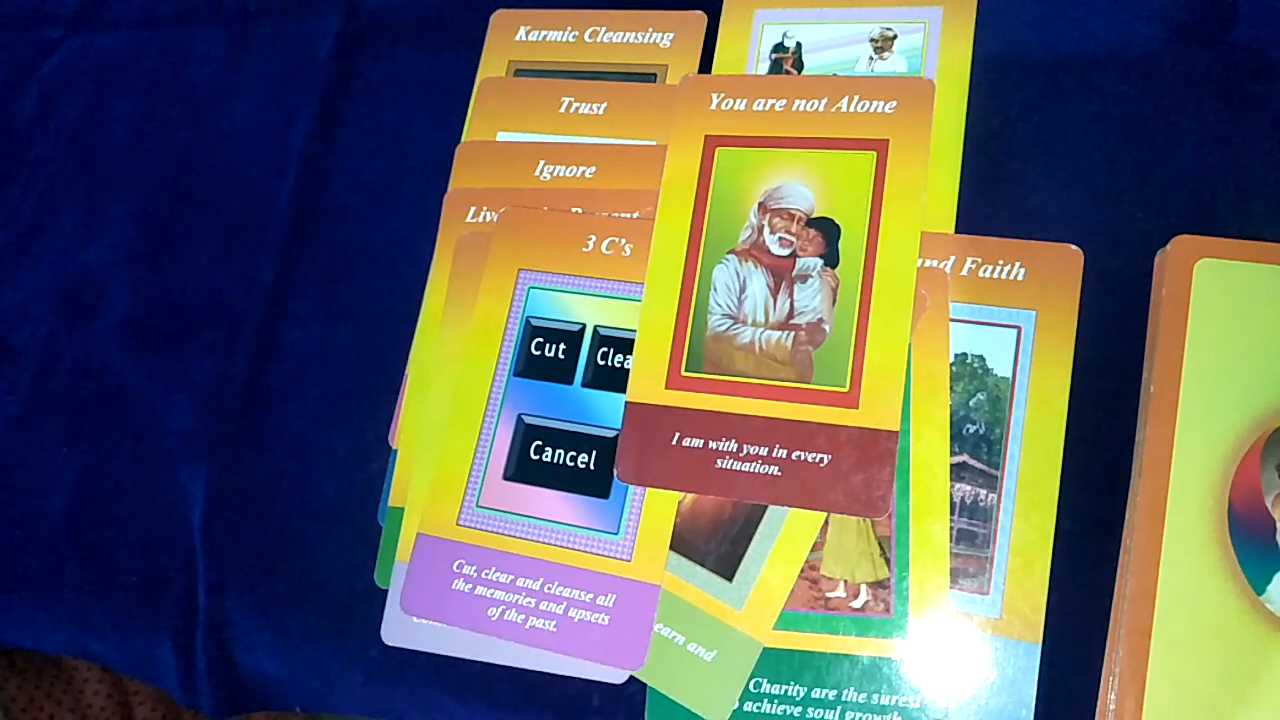 Karmic Cleansing
Trust
Ignore
3 C's
Cut
Cancel
Cut, clear and cleanse all
the memories and upsets
of the past.
You are not Alone
I am with you in every
situation.
Faith
and
Charity are the surest
achieve soul growth